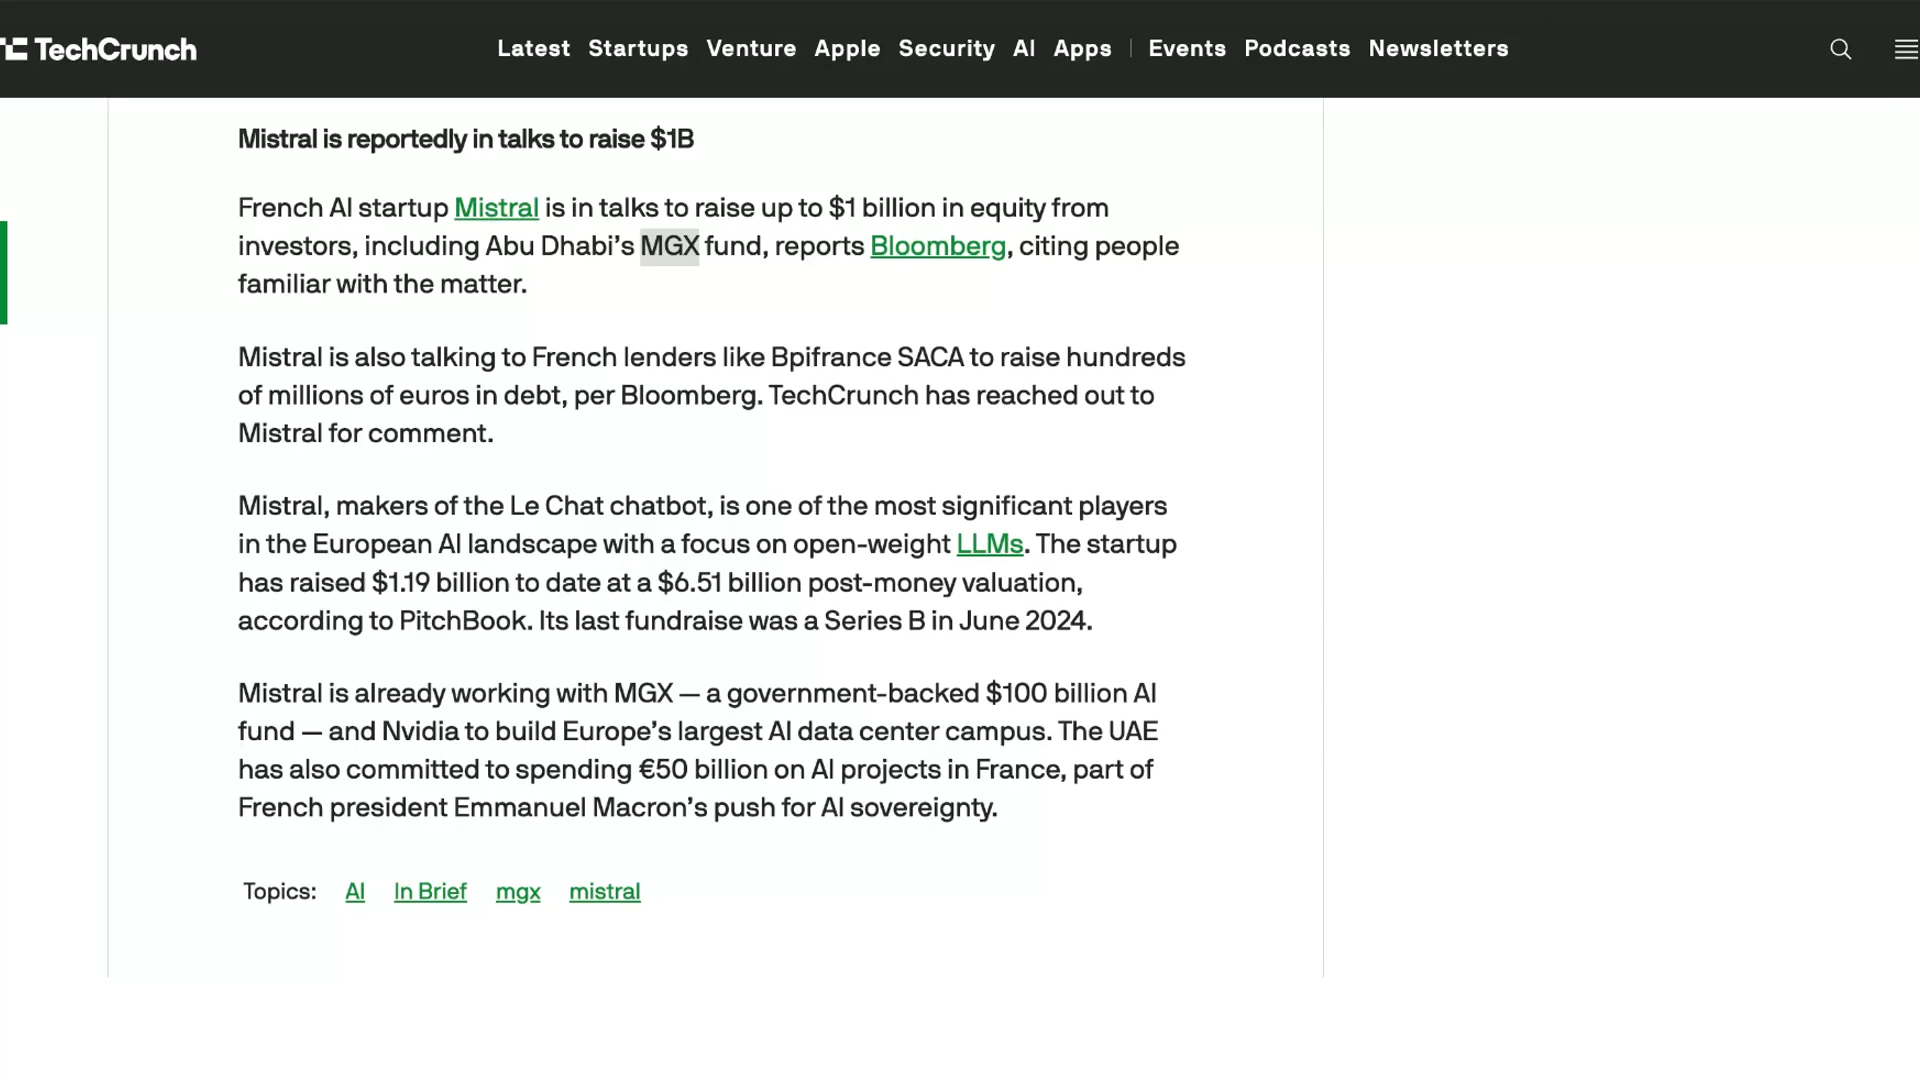 TechCrunch
Latest Startups Venture Apple Security AI Apps Events Podcasts Newsletters
Mistral is reportedly in talks to raise $1B
French AI startup Mistral is in talks to raise up to $1 billion in equity from
investors, including Abu Dhabi’s MGX fund, reports Bloomberg, citing people
familiar with the matter.
Mistral is also talking to French lenders like Bpifrance SACA to raise hundreds
of millions of euros in debt, per Bloomberg. TechCrunch has reached out to
Mistral for comment.
Mistral, makers of the Le Chat chatbot, is one of the most significant players
in the European AI landscape with a focus on open-weight LLMs. The startup
has raised $1.19 billion to date at a $6.51 billion post-money valuation,
according to PitchBook. Its last fundraise was a Series B in June 2024.
Mistral is already working with MGX — a government-backed $100 billion AI
fund — and Nvidia to build Europe’s largest AI data center campus. The UAE
has also committed to spending €50 billion on AI projects in France, part of
French president Emmanuel Macron’s push for AI sovereignty.
Topics: AI In Brief mgx mistral